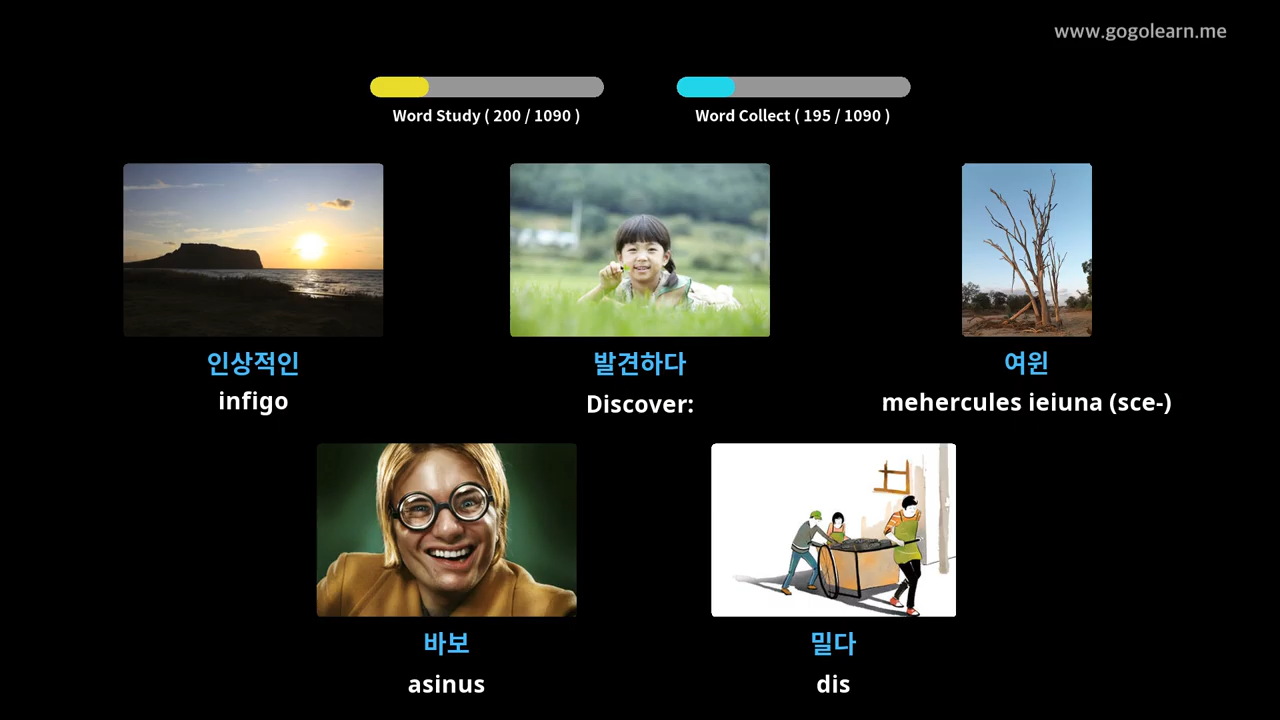 www.gogolearn.me
Word Study ( 200 / 1090 )
Word Collect ( 195 / 1090 )
인상적인
infigo
발견하다
Discover:
여윈
mehercules ieiuna (sce-)
바보
asinus
밀다
dis